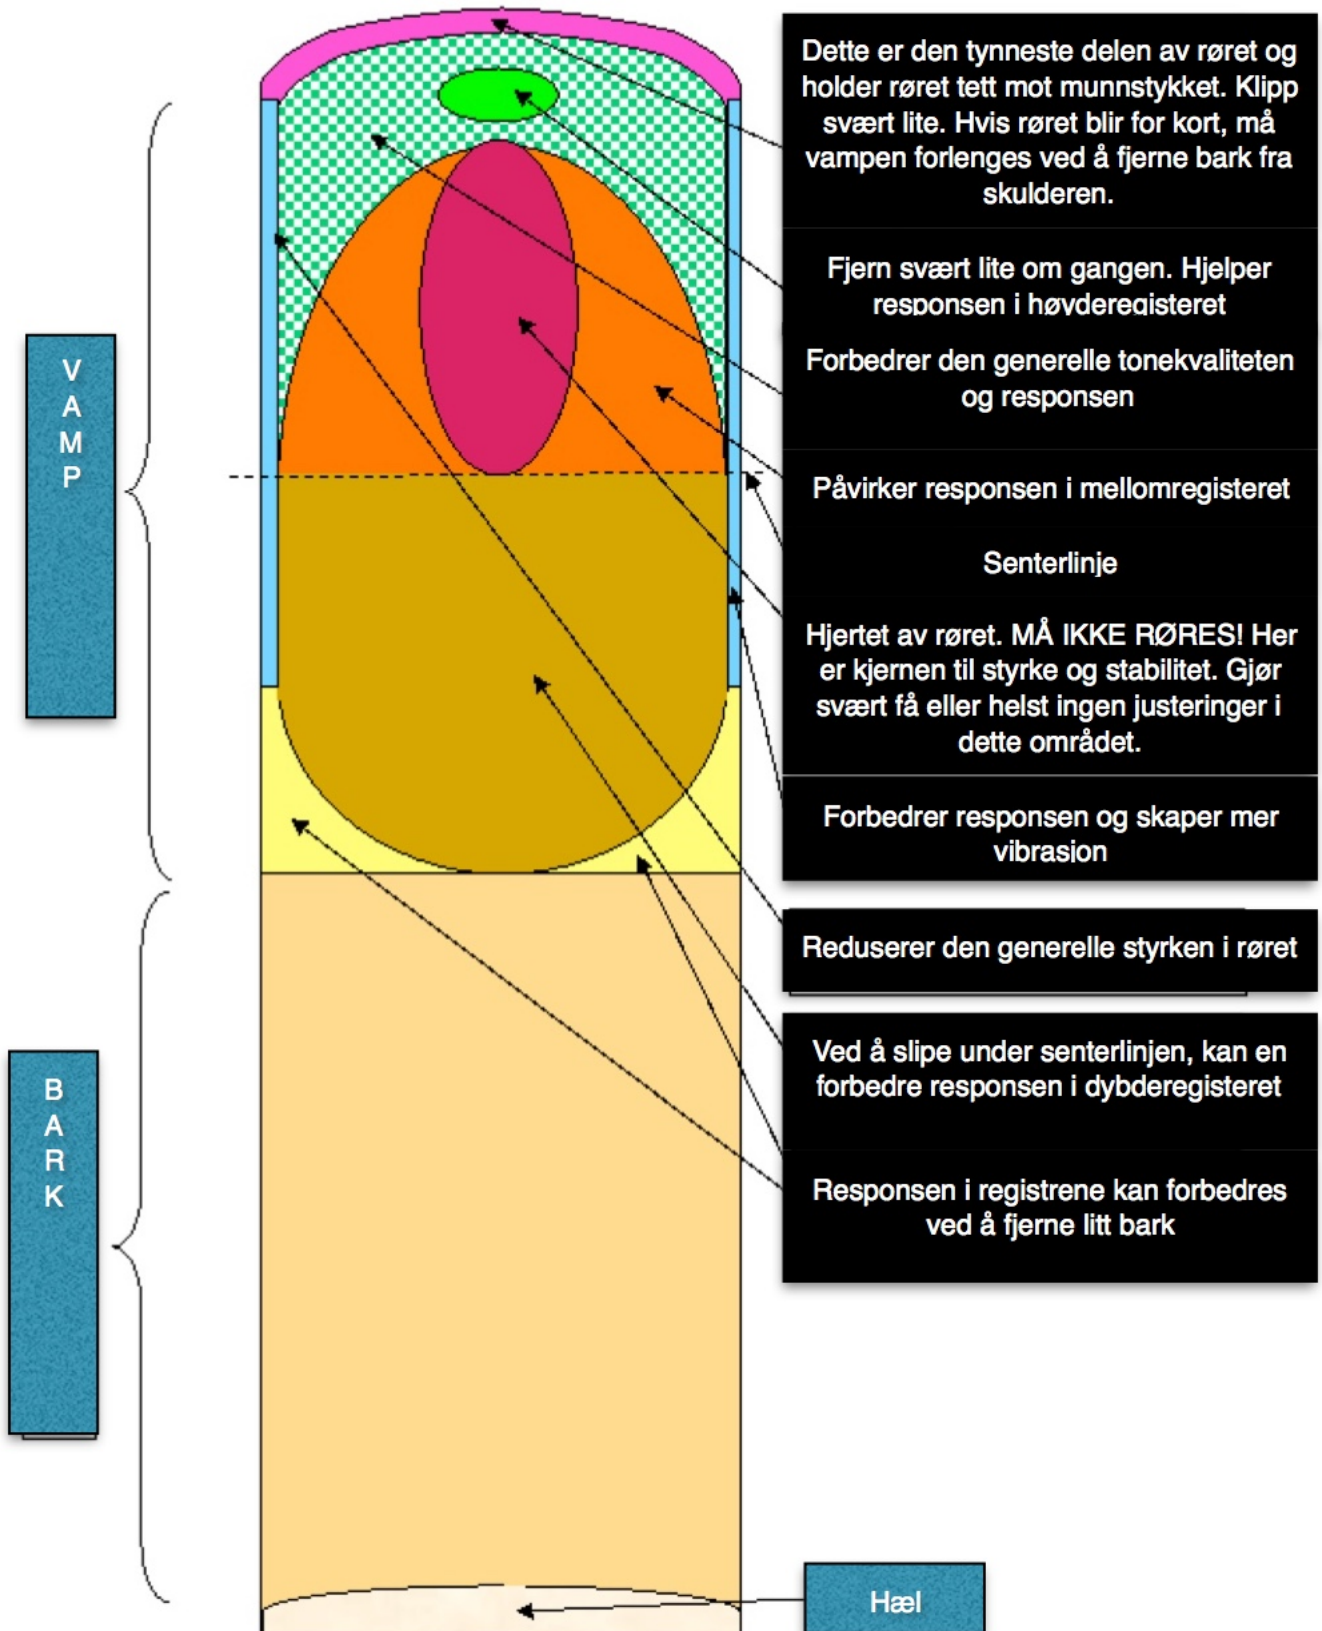 Dette er den tynneste delen av røret og
holder røret tett mot munnstykket. Klipp
svært lite. Hvis røret blir for kort, må
vampen forlenges ved å fjerne bark fra
skulderen.
Fjern svært lite om gangen. Hjelper
responsen i høyderegisteret
Forbedrer den generelle tonekvaliteten
og responsen
V
A
M
P
Påvirker responsen i mellomregisteret
Senterlinje
Hjertet av røret. MÅ IKKE RØRES! Her
er kjernen til styrke og stabilitet. Gjør
svært få eller helst ingen justeringer i
dette området.
Forbedrer responsen og skaper mer
vibrasjon
Reduserer den generelle styrken i røret
Ved å slipe under senterlinjen, kan en
forbedre responsen i dybderegisteret
B
A
R
K
Responsen i registrene kan forbedres
ved å fjerne litt bark
Hæl